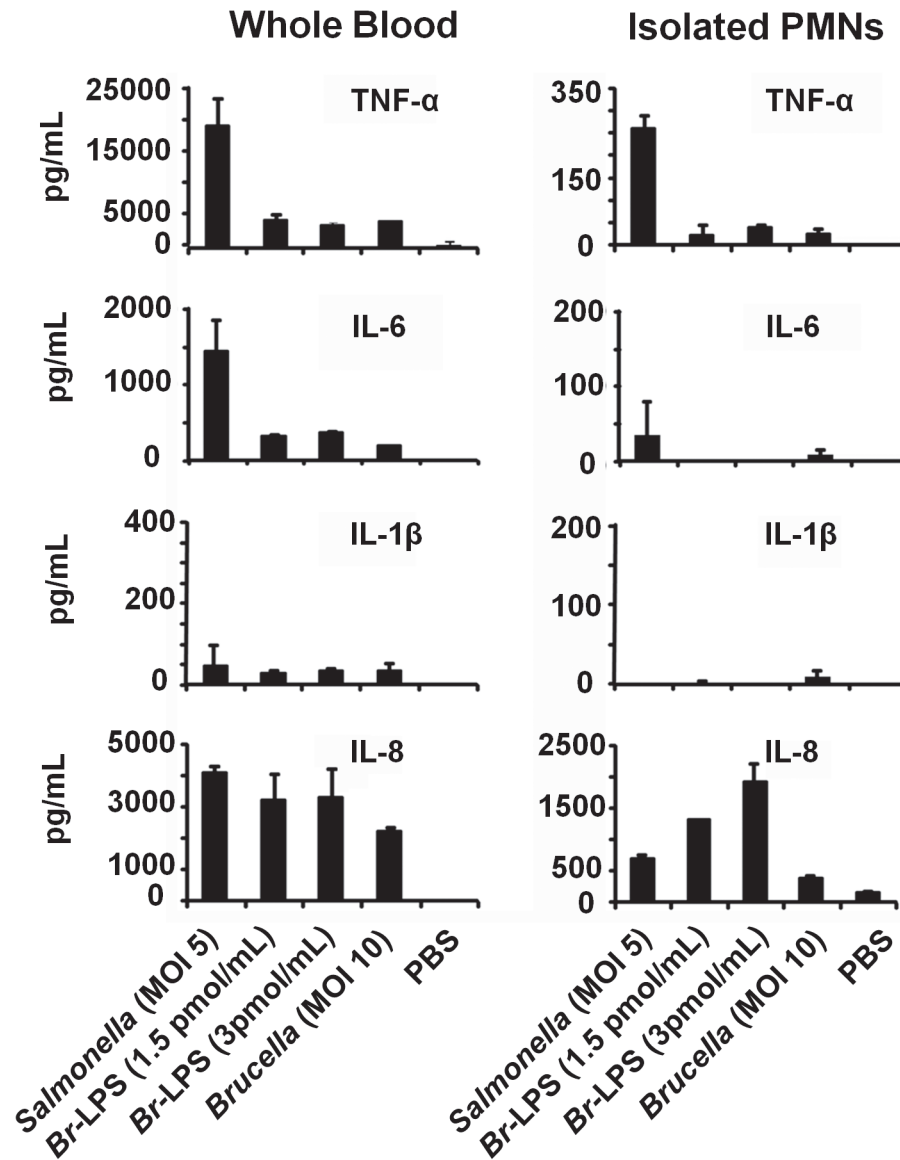 Whole Blood
Isolated PMNs
TNF-α
pg/mL
25000
15000
5000
0
TNF-α
350
150
0
IL-6
pg/mL
2000
1000
0
IL-6
200
100
0
IL-1β
pg/mL
400
200
0
IL-1β
200
100
0
IL-8
pg/mL
5000
3000
1000
0
IL-8
2500
1500
500
0
Salmonella (MOI 5)
Br-LPS (1.5 pmol/mL)
Br-LPS (3pmol/mL)
Brucella (MOI 10)
PBS
Salmonella (MOI 5)
Br-LPS (1.5 pmol/mL)
Br-LPS (3pmol/mL)
Brucella (MOI 10)
PBS